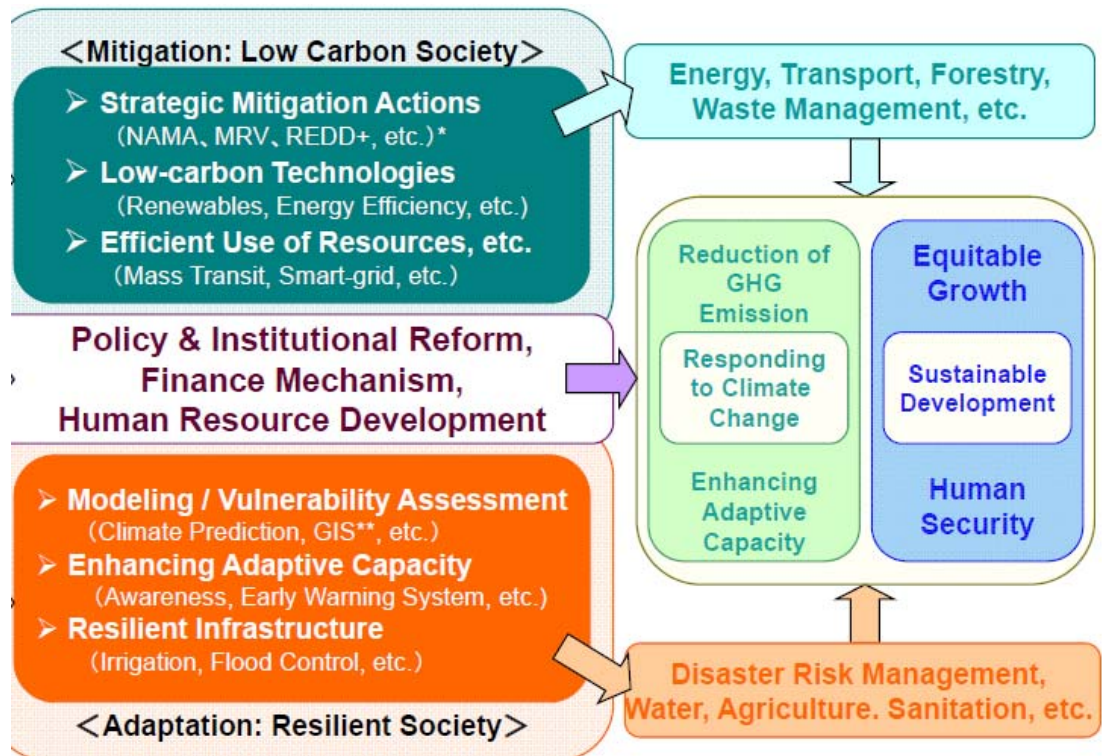 ＜Mitigation: Low Carbon Society＞
➢ Strategic Mitigation Actions
（NAMA、MRV、REDD+, etc.）*
➢ Low-carbon Technologies
（Renewables, Energy Efficiency, etc.)
➢ Efficient Use of Resources, etc.
（Mass Transit, Smart-grid, etc.）
Energy, Transport, Forestry,
Waste Management, etc.
Policy & Institutional Reform,
Finance Mechanism,
Human Resource Development
Reduction of
GHG
Emission
Responding
to Climate
Change
Enhancing
Adaptive
Capacity
Equitable
Growth
Sustainable
Development
Human
Security
➢ Modeling / Vulnerability Assessment
（Climate Prediction, GIS**, etc.）
➢ Enhancing Adaptive Capacity
（Awareness, Early Warning System, etc.)
➢ Resilient Infrastructure
（Irrigation, Flood Control, etc.）
＜Adaptation: Resilient Society＞
Disaster Risk Management,
Water, Agriculture. Sanitation, etc.